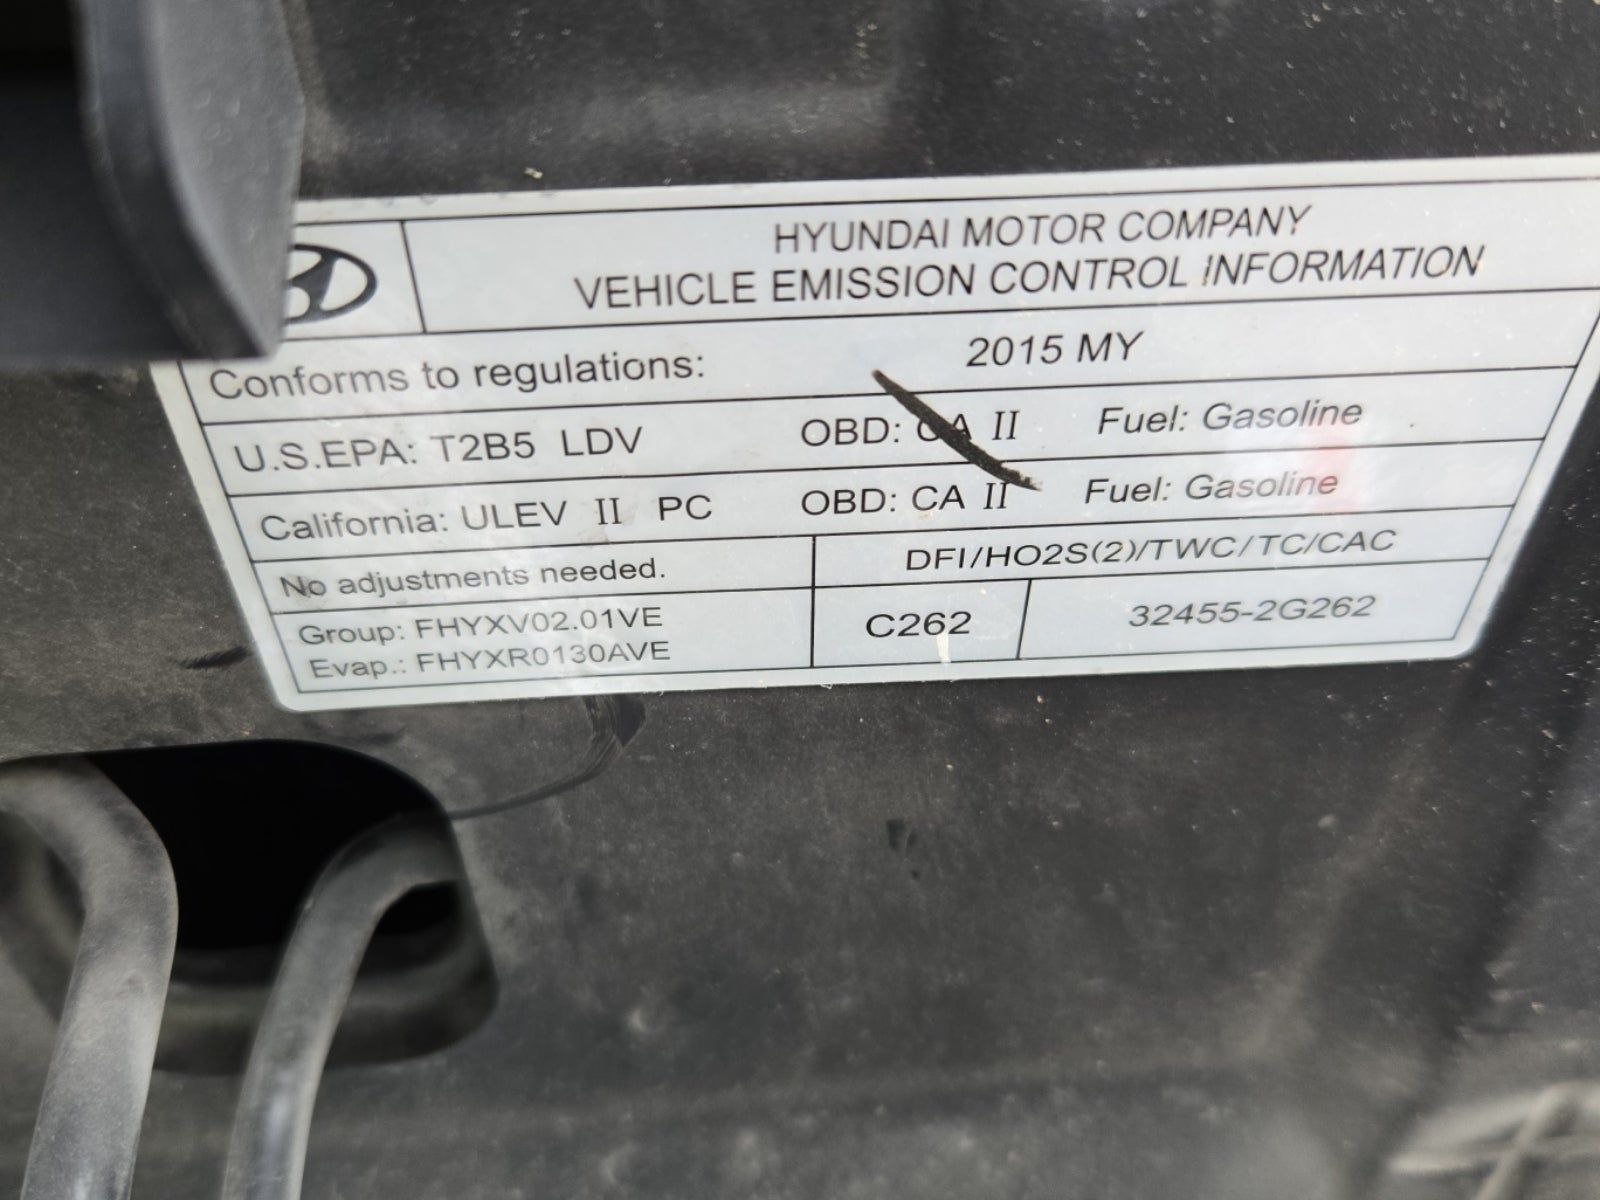 HYUNDAI MOTOR COMPANY
VEHICLE EMISSION CONTROL INFORMATION
Conforms to regulations: 2015 MY
U.S.EPA: T2B5 LDV OBD: CA II Fuel: Gasoline
California: ULEV II PC OBD: CA II Fuel: Gasoline
No adjustments needed. DFI/HO2S(2)/TWC/TC/CAC
Group: FHYXV02.01VE C262 32455-2G262
Evap.: FHYXR0130AVE